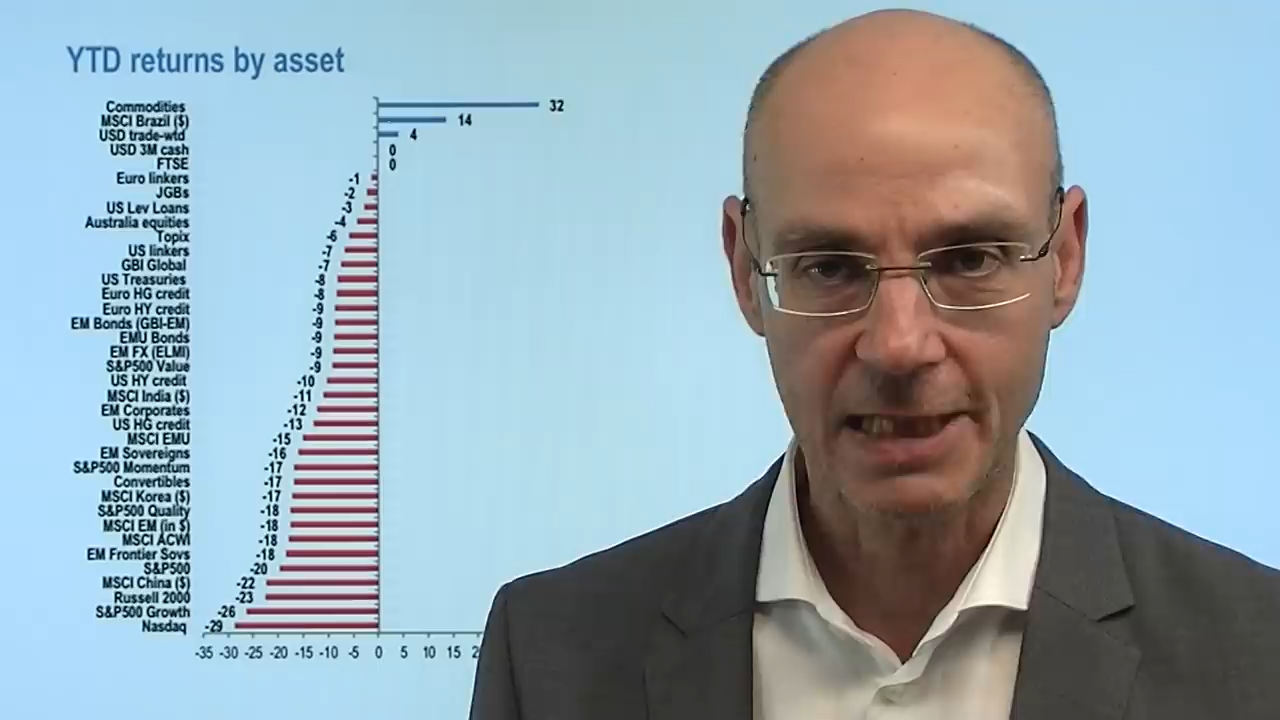 YTD returns by asset
Commodities 32
MSCI Brazil ($) 14
USD trade-wtd 4
USD 3M cash 0
FTSE 0
Euro linkers -1
JGBs -2
US Lev Loans -3
Australia equities -4
Topix -6
US linkers -7
GBI Global -7
US Treasuries -8
Euro HG credit -8
Euro HY credit -9
EM Bonds (GBI-EM) -9
EMU Bonds -9
EM FX (ELMI) -9
S&P500 Value -9
US HY credit -10
MSCI India ($) -11
EM Corporates -12
US HG credit -13
MSCI EMU -15
EM Sovereigns -16
S&P500 Momentum -17
Convertibles -17
MSCI Korea ($) -17
S&P500 Quality -18
MSCI EM (in $) -18
MSCI ACWI -18
EM Frontier Sovs -18
S&P500 -20
MSCI China ($) -22
Russell 2000 -23
S&P500 Growth -26
Nasdaq -29
-35 -30 -25 -20 -15 -10 -5 0 5 10 15